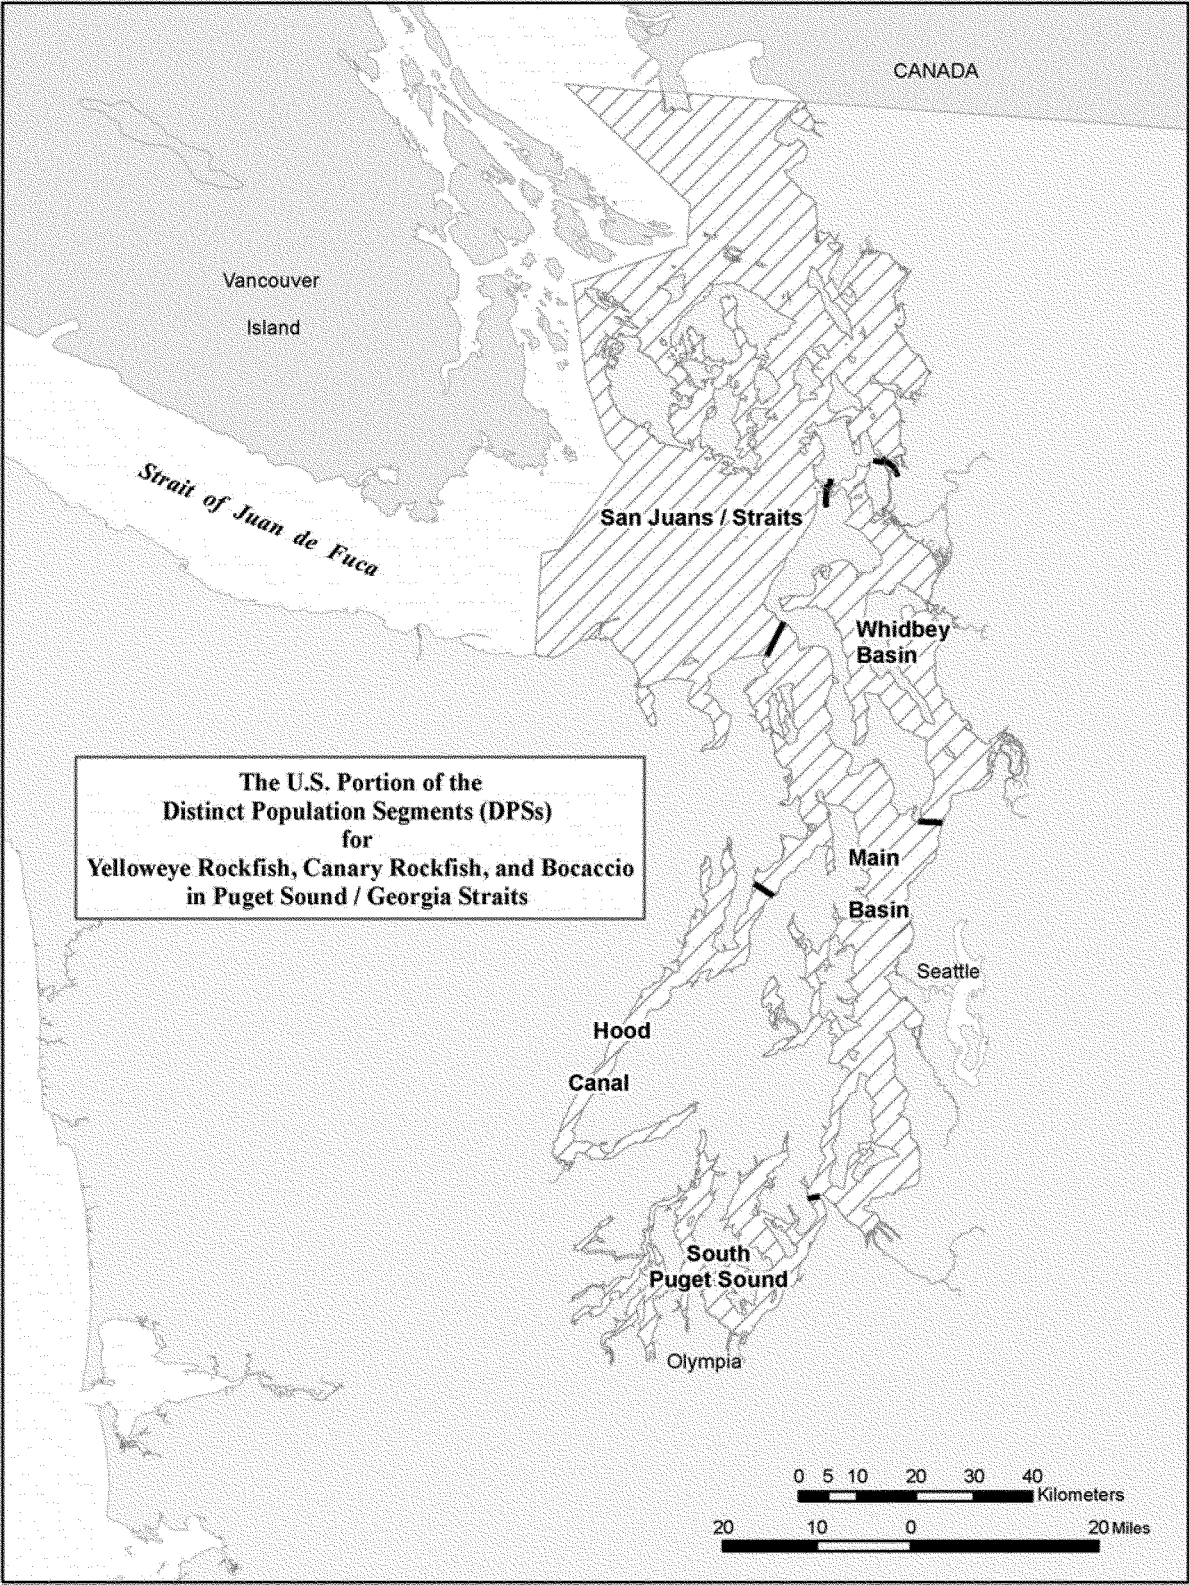 CANADA
Vancouver
Island
Strait of Juan de Fuca
San Juans / Straits
Whidbey
Basin
The U.S. Portion of the
Distinct Population Segments (DPSs)
for
Yelloweye Rockfish, Canary Rockfish, and Bocaccio
in Puget Sound / Georgia Straits
Main
Basin
Seattle
Hood
Canal
South
Puget Sound
Olympia
0 5 10 20 30 40
Kilometers
20 10 0 20 Miles